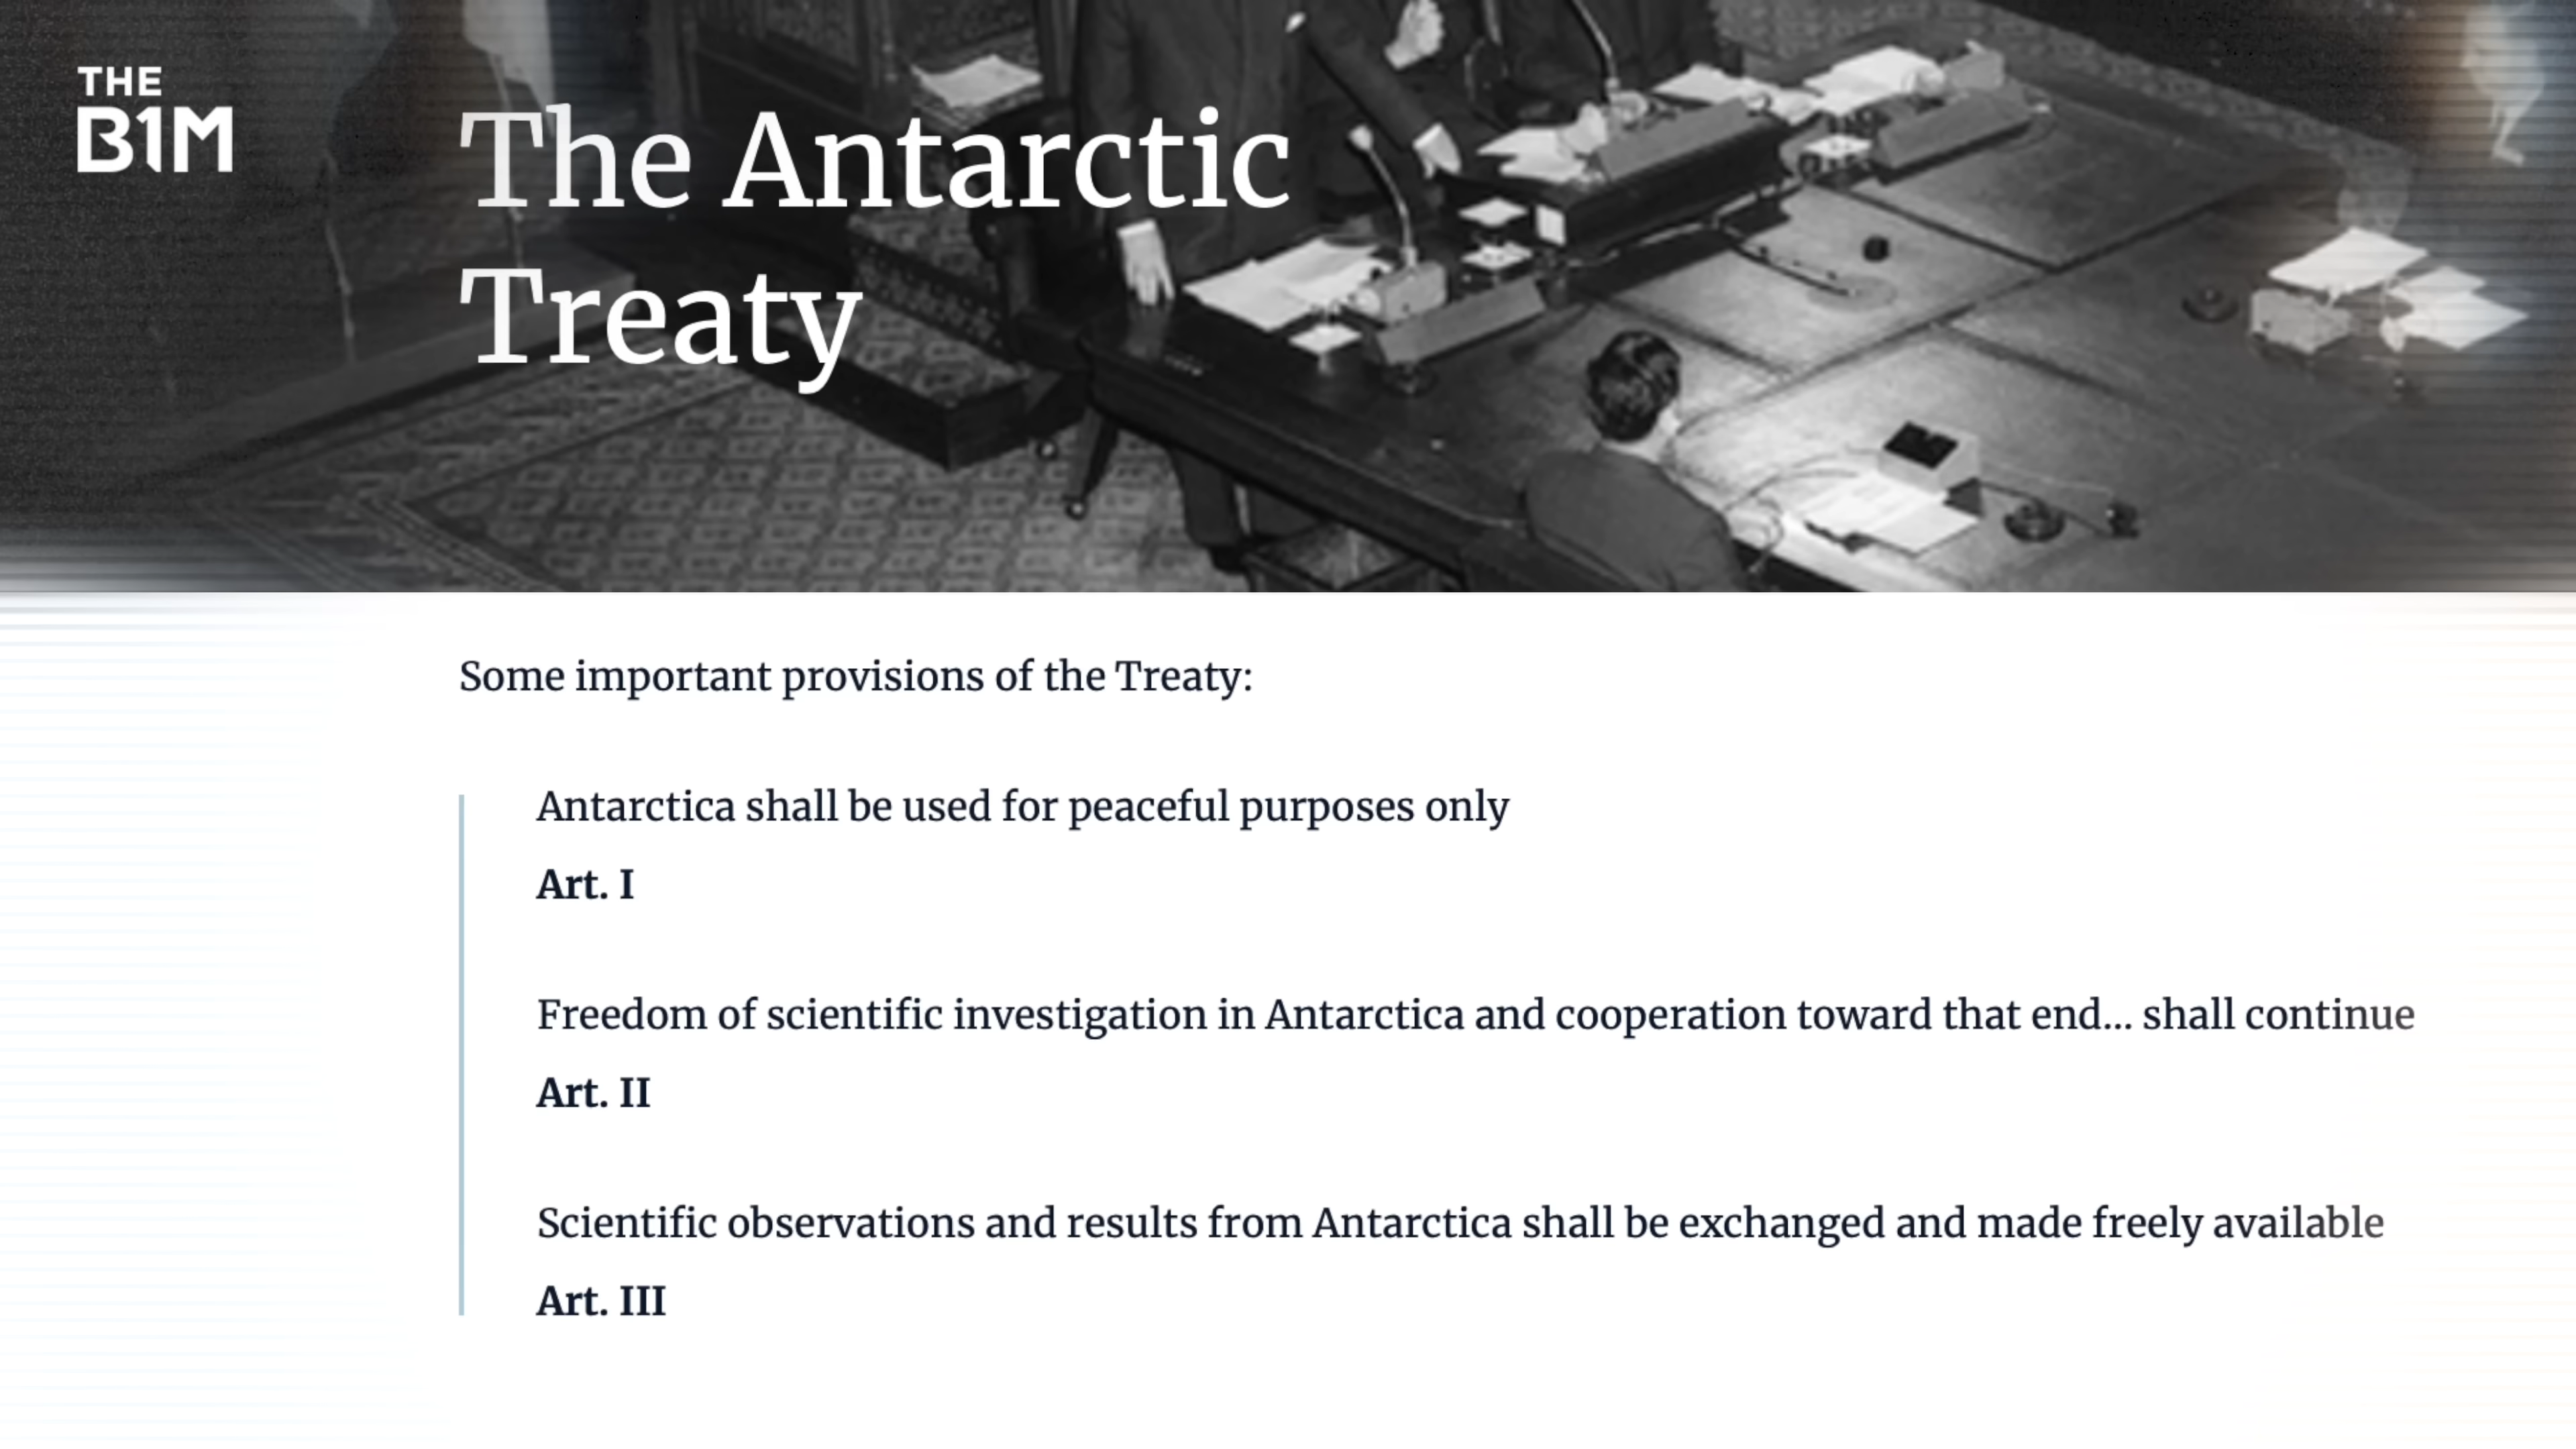 THE
B1M
The Antarctic
Treaty
Some important provisions of the Treaty:
Antarctica shall be used for peaceful purposes only
Art. I
Freedom of scientific investigation in Antarctica and cooperation toward that end... shall continue
Art. II
Scientific observations and results from Antarctica shall be exchanged and made freely available
Art. III